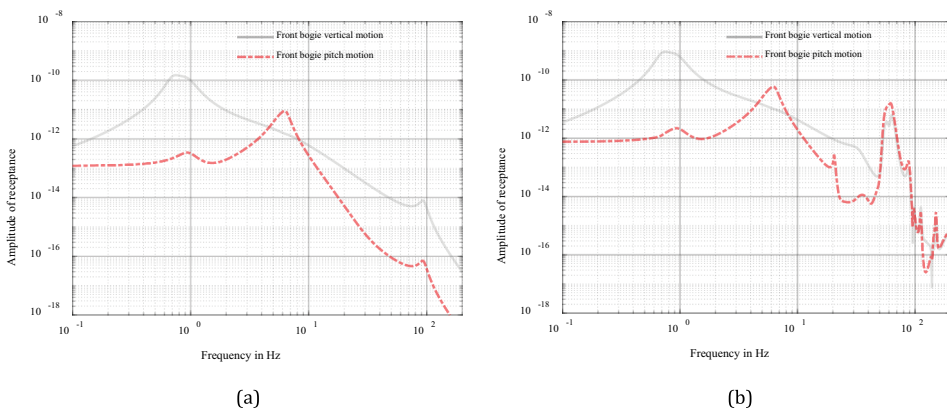 10 -8
10 -10
10 -12
10 -14
10 -16
10 -18
Amplitude of receptance
Front bogie vertical motion
Front bogie pitch motion
10 -1
10 0
10 1
10 2
Frequency in Hz
(a)
10 -8
10 -10
10 -12
10 -14
10 -16
10 -18
Amplitude of receptance
Front bogie vertical motion
Front bogie pitch motion
10 -1
10 0
10 1
10 2
Frequency in Hz
(b)